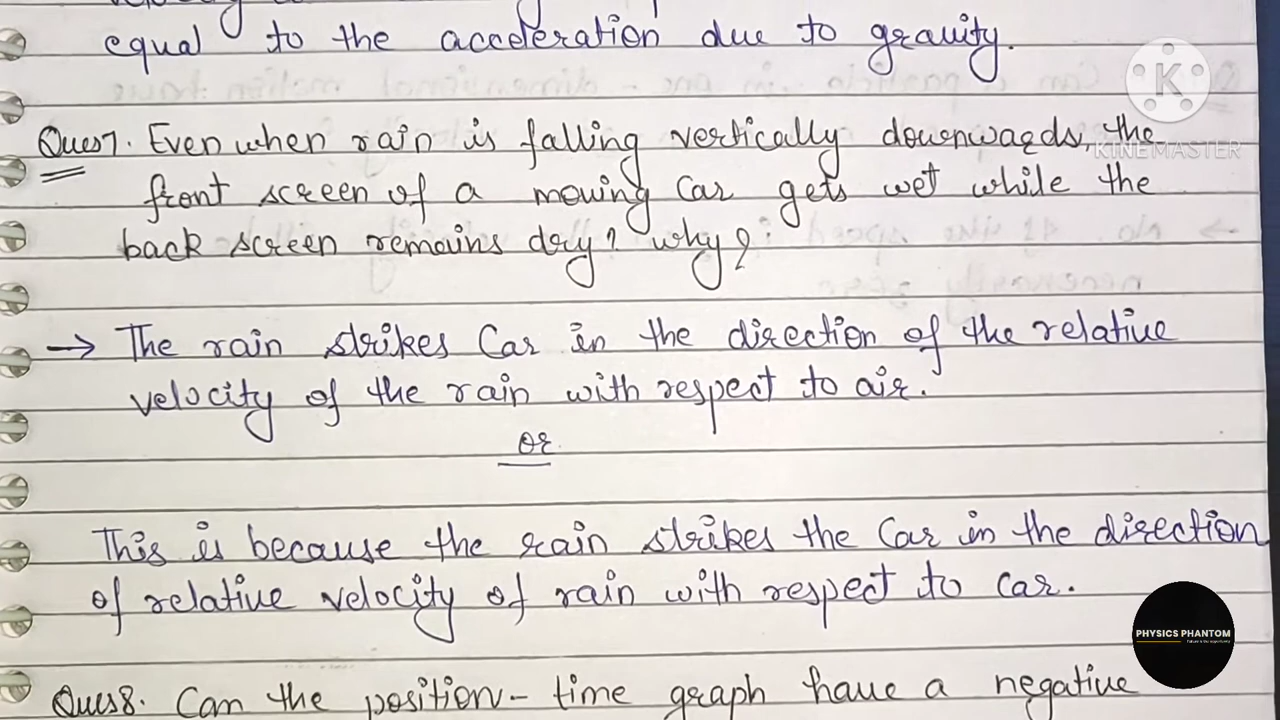 equal to the acceleration due to gravity.
Ques7. Even when rain is falling vertically downwards, the
front screen of a moving car gets wet while the
back screen remains dry? why?
→ The rain strikes Car in the direction of the relative
velocity of the rain with respect to air.
or
This is because the rain strikes the Car in the direction
of relative velocity of rain with respect to car.
Ques8. Can the position - time graph have a negative
KINEMASTER
PHYSICS PHANTOM